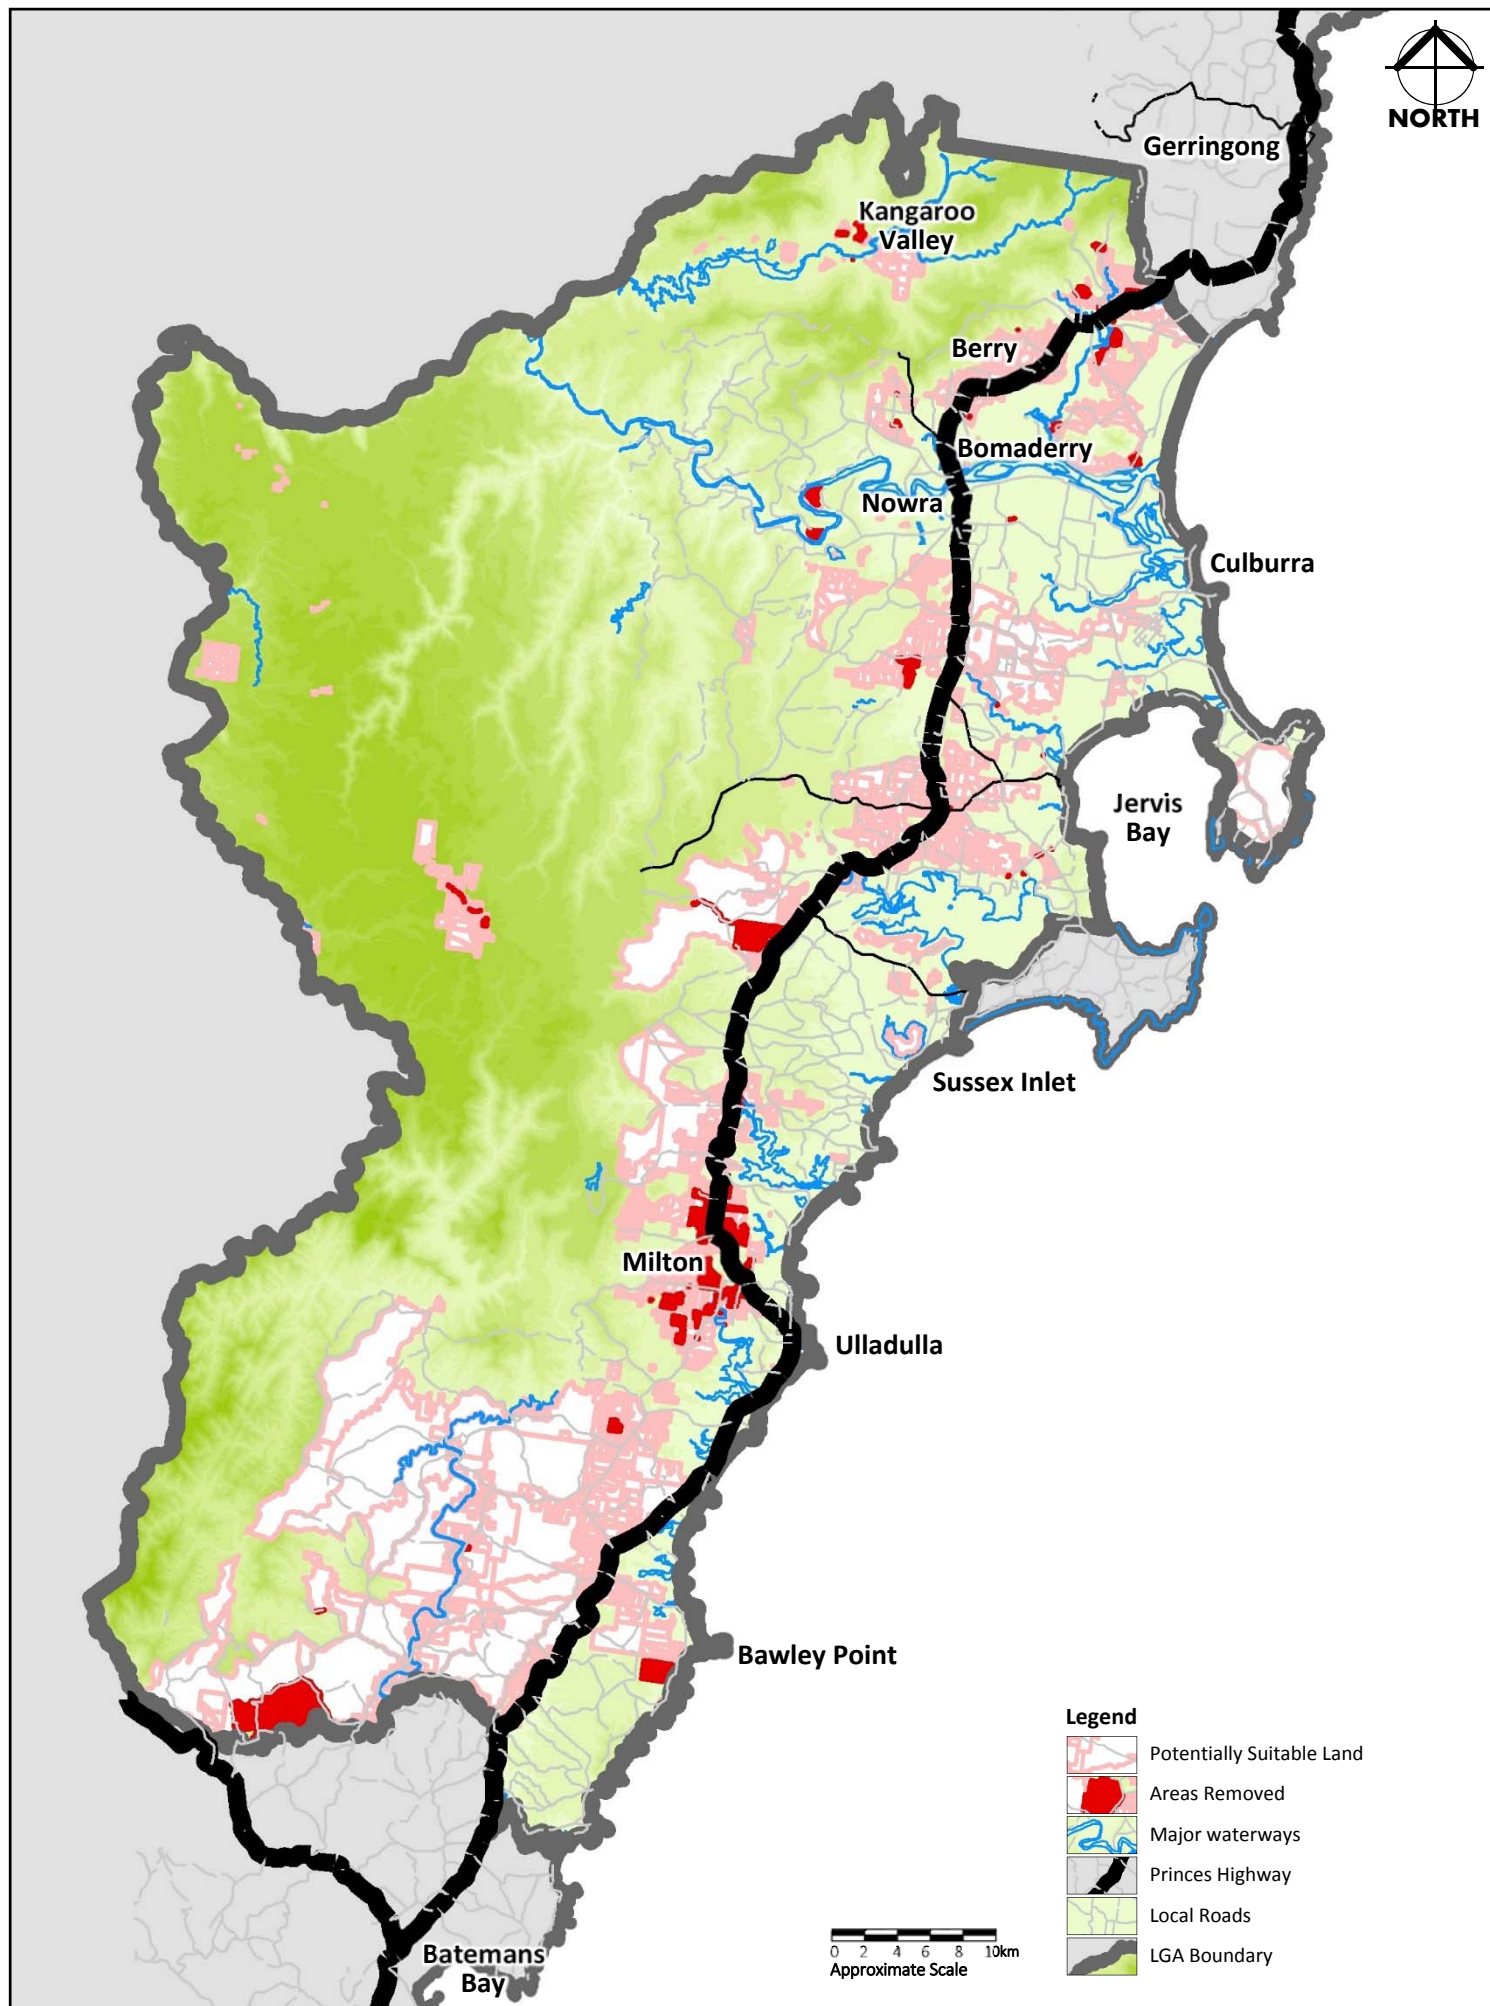 NORTH
Gerringong
Kangaroo
Valley
Berry
Bomaderry
Nowra
Culburra
Jervis
Bay
Sussex Inlet
Milton
Ulladulla
Bawley Point
Batemans
Bay
Legend
Potentially Suitable Land
Areas Removed
Major waterways
Princes Highway
Local Roads
LGA Boundary
0 2 4 6 8 10km
Approximate Scale